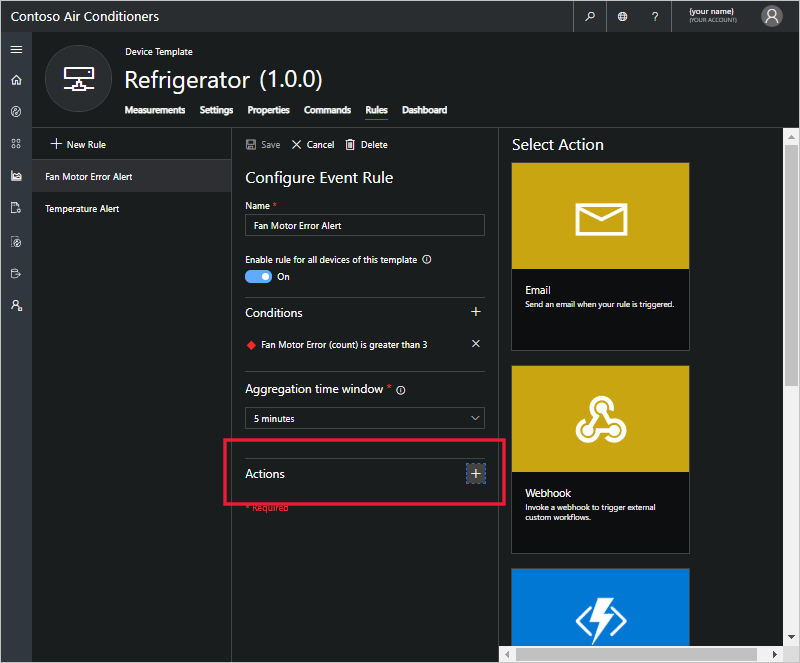 Contoso Air Conditioners
?
(your name)
(YOUR ACCOUNT)
Device Template
Refrigerator (1.0.0)
Measurements Settings Properties Commands Rules Dashboard
New Rule
Fan Motor Error Alert
Temperature Alert
Save Cancel Delete
Configure Event Rule
Name *
Fan Motor Error Alert
Enable rule for all devices of this template
On
Conditions
Fan Motor Error (count) is greater than 3
Aggregation time window *
5 minutes
Actions
* Required
Select Action
Email
Send an email when your rule is triggered.
Webhook
Invoke a webhook to trigger external
custom workflows.